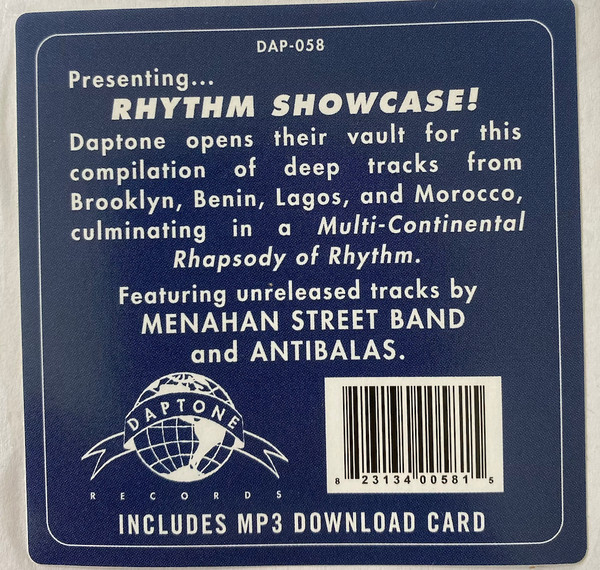 DAP-058
Presenting...
RHYTHM SHOWCASE!
Daptone opens their vault for this
compilation of deep tracks from
Brooklyn, Benin, Lagos, and Morocco,
culminating in a Multi-Continental
Rhapsody of Rhythm.
Featuring unreleased tracks by
MENAHAN STREET BAND
and ANTIBALAS.
DAPTONE
RECORDS
8 23134 00581 5
INCLUDES MP3 DOWNLOAD CARD